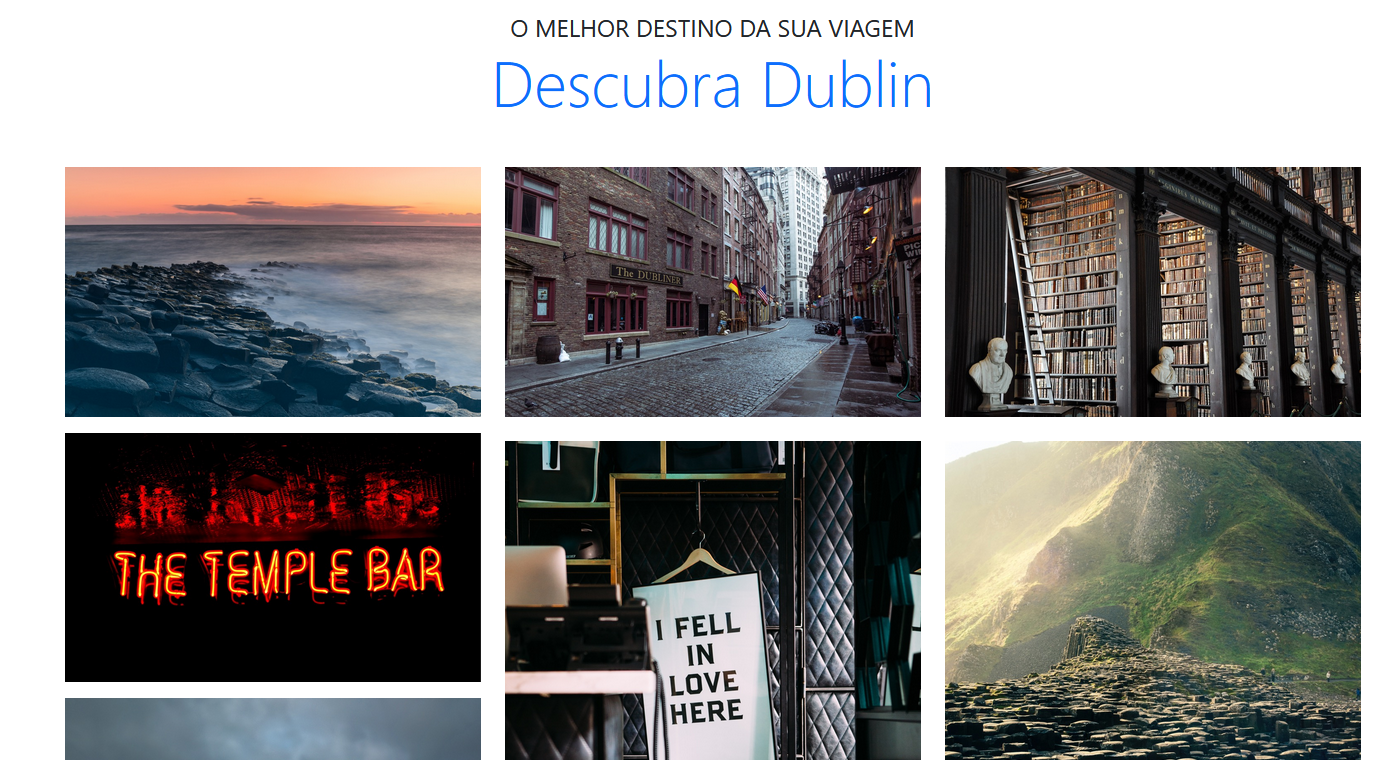 O MELHOR DESTINO DA SUA VIAGEM
Descubra Dublin
The DUBLINER
THE TEMPLE BAR
I FELL
IN
LOVE
HERE